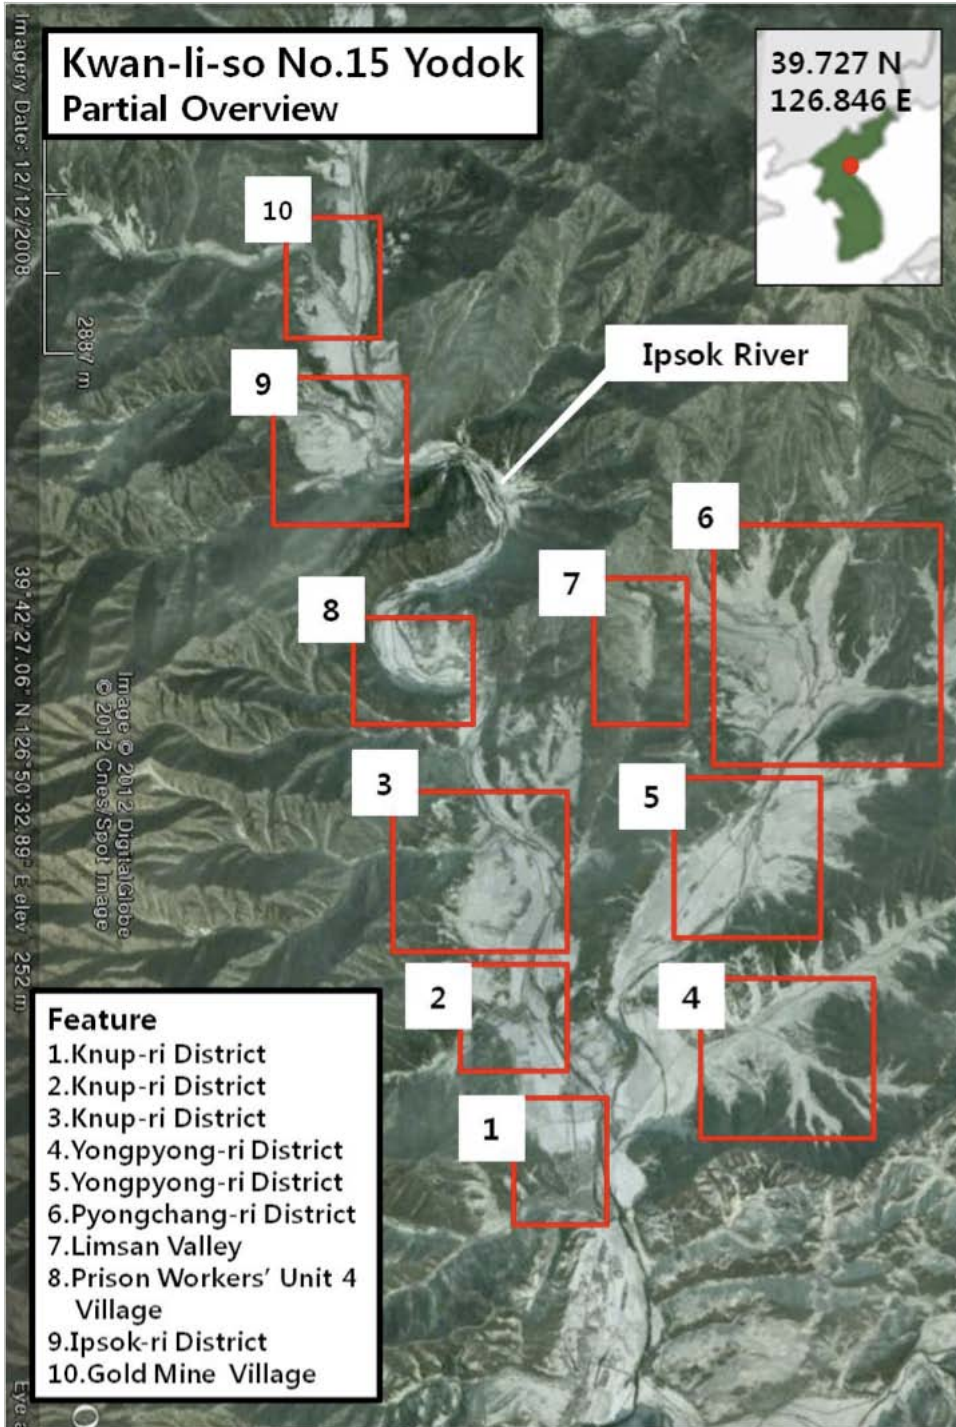 Kwan-li-so No.15 Yodok
Partial Overview
39.727 N
126.846 E
Imagery Date: 12/12/2008
2887 m
10
Ipsok River
9
6
7
8
39°42'27.06" N 126°50'32.89" E elev 252 m
Image © 2012 DigitalGlobe
© 2012 Cnes/Spot Image
3
5
2
4
1
Feature
1.Knup-ri District
2.Knup-ri District
3.Knup-ri District
4.Yongpyong-ri District
5.Yongpyong-ri District
6.Pyongchang-ri District
7.Limsan Valley
8.Prison Workers' Unit 4
Village
9.Ipsok-ri District
10.Gold Mine Village
Eye